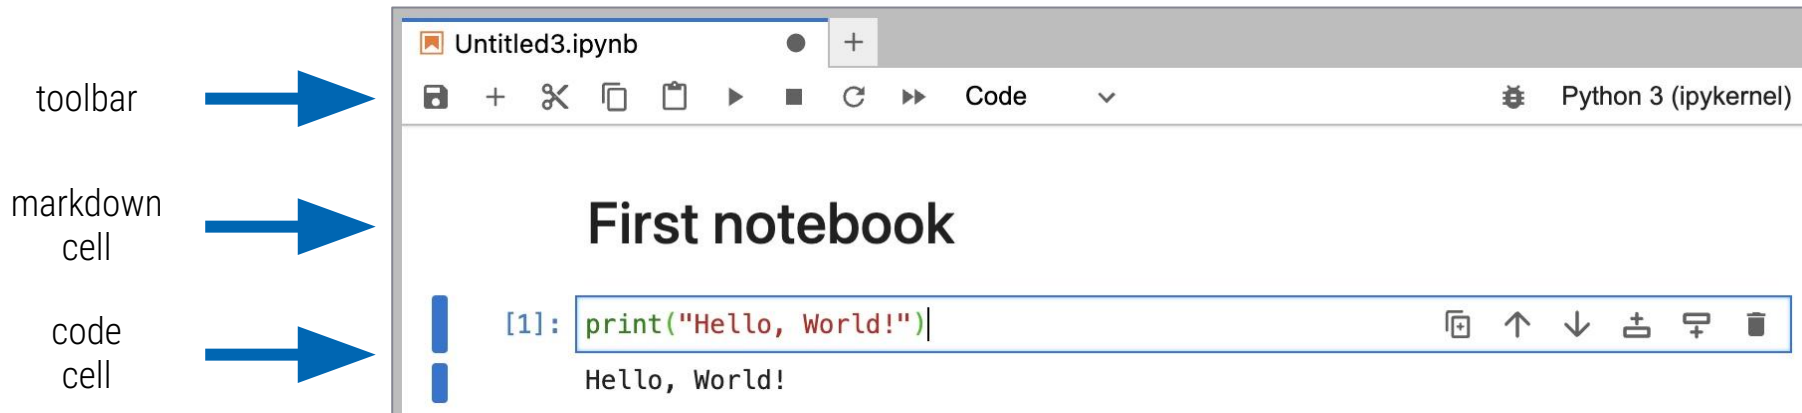 Untitled3.ipynb
toolbar
Code
Python 3 (ipykernel)
markdown
cell
First notebook
code
cell
[1]: print("Hello, World!")
Hello, World!